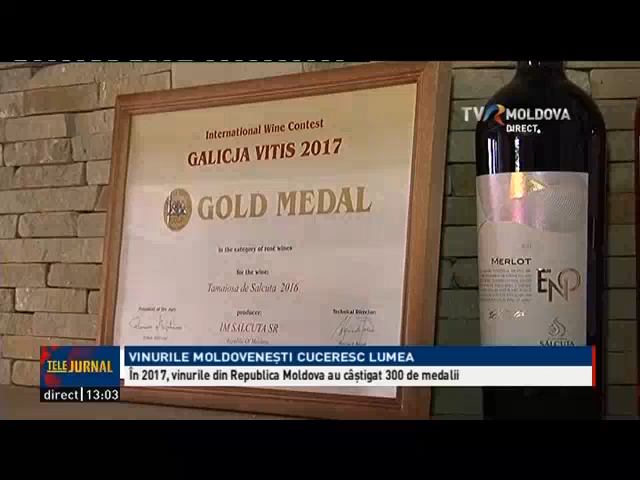 International Wine Contest
GALICJA VITIS 2017
GOLD MEDAL
in the category of rosé wines
for the wine:
Tamaioasa de Salcuta 2016
President of the Jury
Technical Director:
producer:
IM SALCUTA SR
Republic of Moldova
TVR MOLDOVA
DIRECT
MERLOT
ENO
SĂLCUȚA
TELE
JURNAL
VINURILE MOLDOVENEȘTI CUCERESC LUMEA
În 2017, vinurile din Republica Moldova au câștigat 300 de medalii
direct 13:03